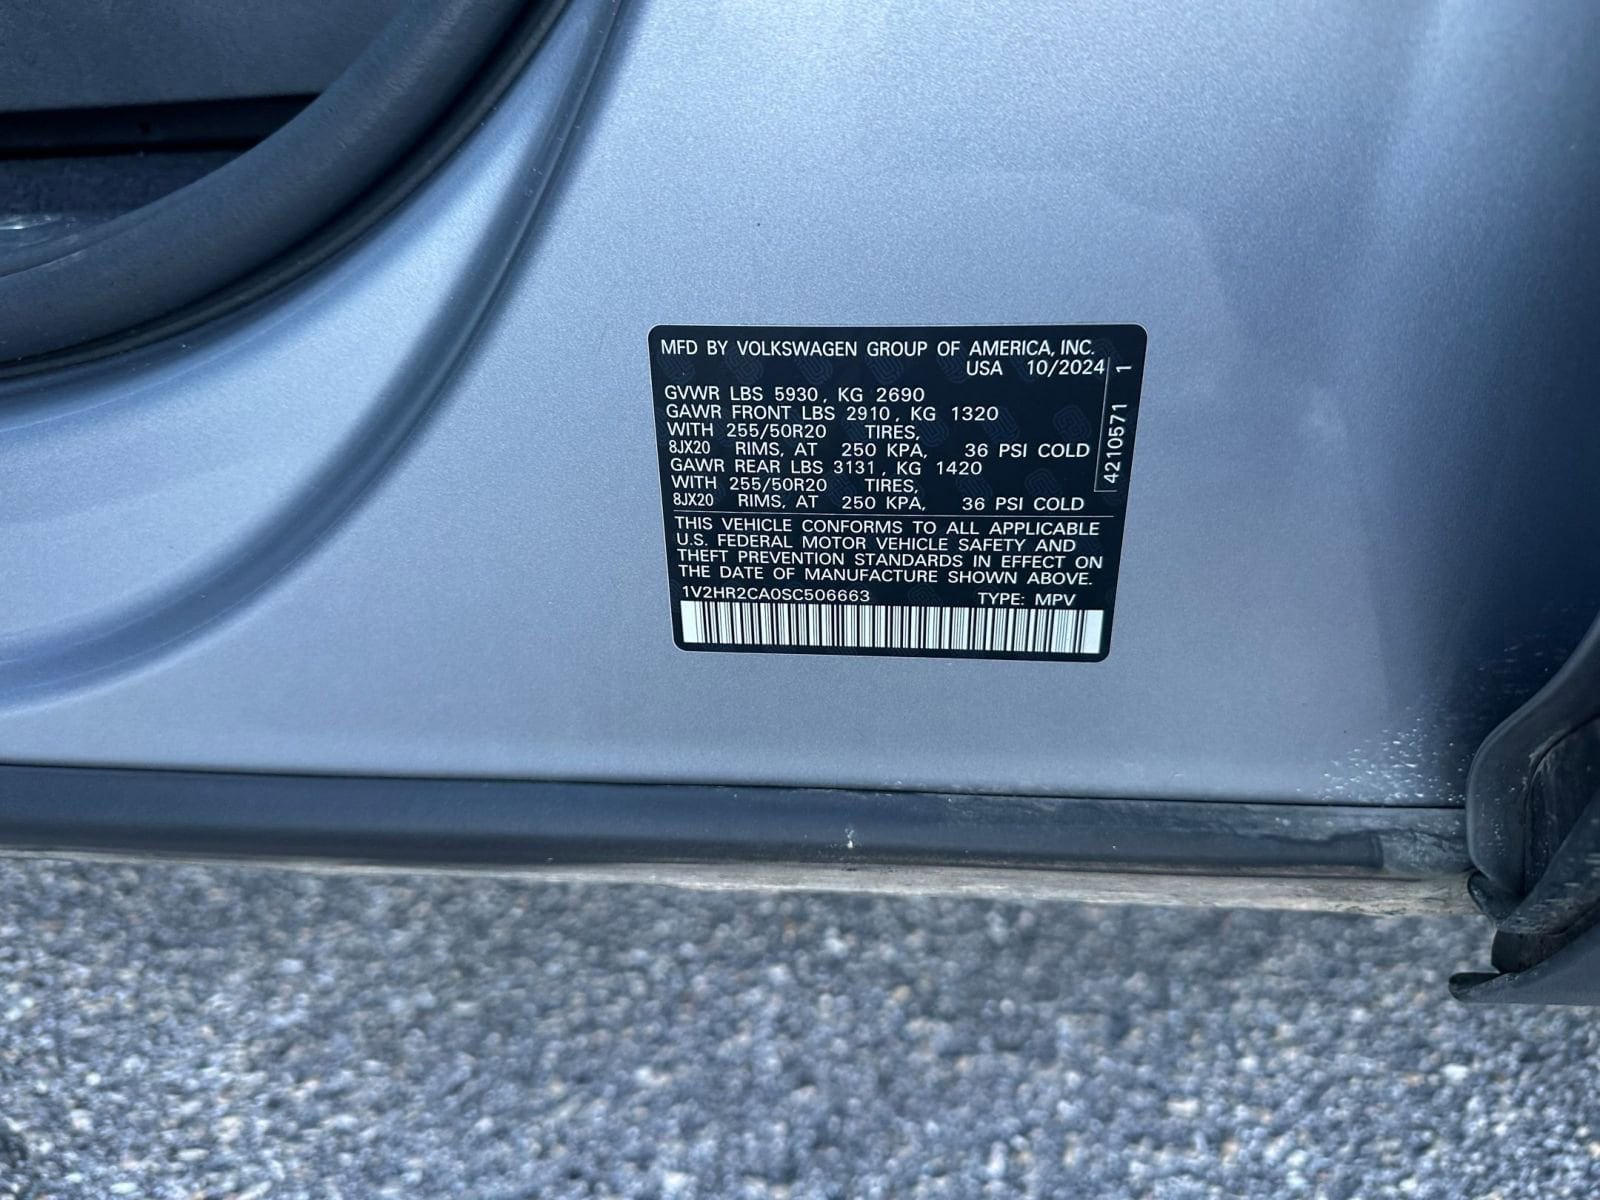 MFD BY VOLKSWAGEN GROUP OF AMERICA, INC.
USA 10/2024
GVWR LBS 5930, KG 2690
GAWR FRONT LBS 2910, KG 1320
WITH 255/50R20 TIRES,
8JX20 RIMS, AT 250 KPA, 36 PSI COLD
GAWR REAR LBS 3131, KG 1420
WITH 255/50R20 TIRES,
8JX20 RIMS, AT 250 KPA, 36 PSI COLD
4210571 1
THIS VEHICLE CONFORMS TO ALL APPLICABLE
U.S. FEDERAL MOTOR VEHICLE SAFETY AND
THEFT PREVENTION STANDARDS IN EFFECT ON
THE DATE OF MANUFACTURE SHOWN ABOVE.
1V2HR2CA0SC506663 TYPE: MPV